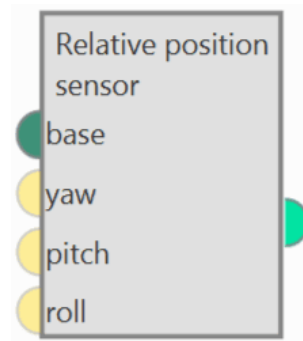 Relative position
sensor
base
yaw
pitch
roll